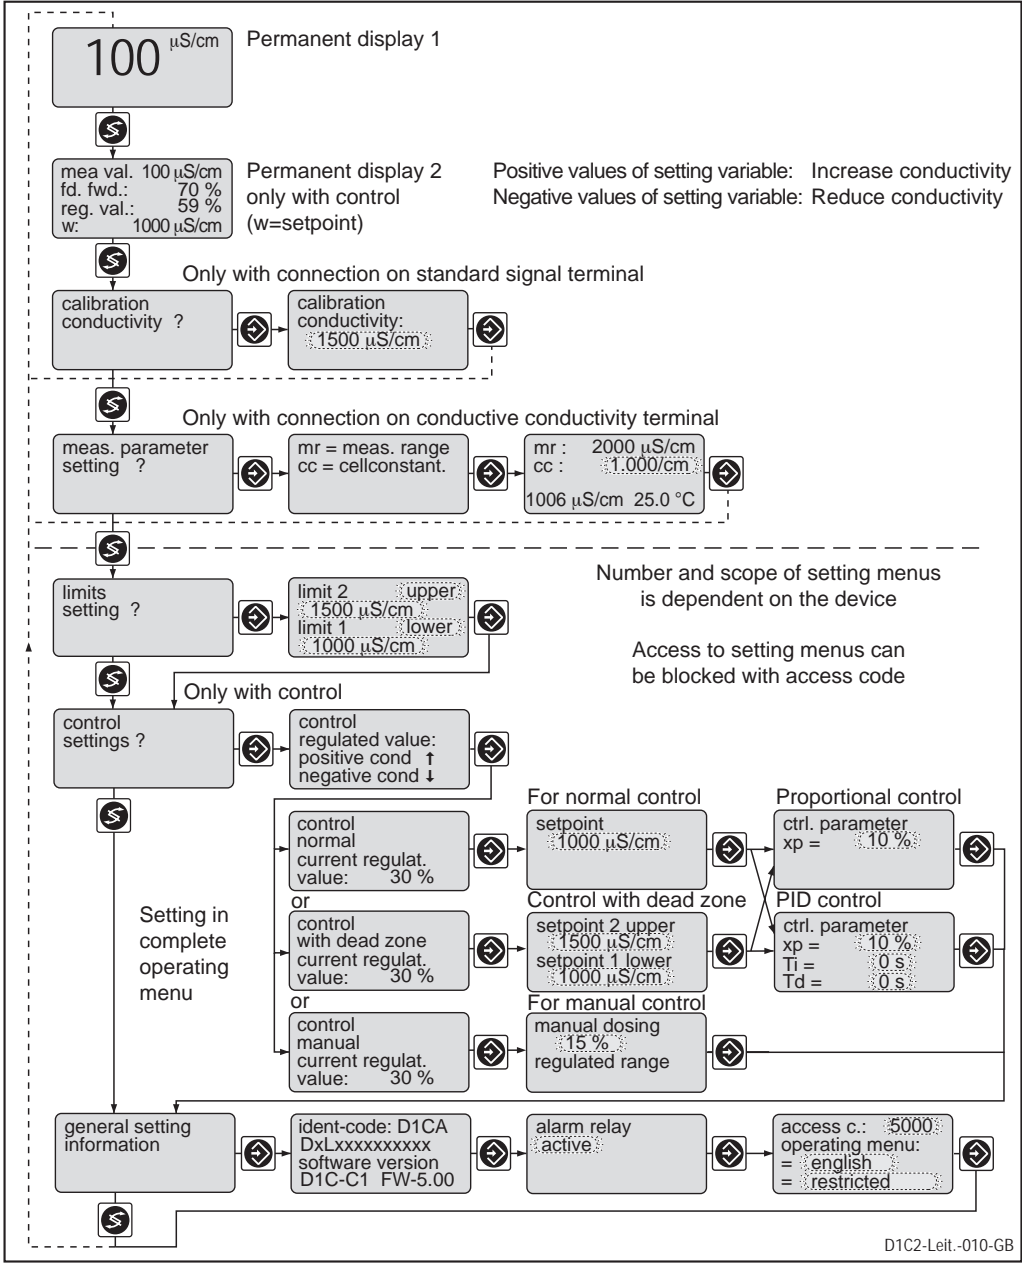 100 µS/cm
Permanent display 1
mea val. 100 µS/cm
fd. fwd.: 70 %
reg. val.: 59 %
w: 1000 µS/cm
Permanent display 2
only with control
(w=setpoint)
Positive values of setting variable: Increase conductivity
Negative values of setting variable: Reduce conductivity
Only with connection on standard signal terminal
calibration
conductivity ?
calibration
conductivity:
1500 µS/cm
Only with connection on conductive conductivity terminal
meas. parameter
setting ?
mr = meas. range
cc = cellconstant.
mr : 2000 µS/cm
cc : 1.000/cm
1006 µS/cm 25.0 °C
limits
setting ?
limit 2 upper
1500 µS/cm
limit 1 lower
1000 µS/cm
Number and scope of setting menus
is dependent on the device
Access to setting menus can
be blocked with access code
Only with control
control
settings ?
control
regulated value:
positive cond ↑
negative cond ↓
control
normal
current regulat.
value: 30 %
For normal control
setpoint
1000 µS/cm
Proportional control
ctrl. parameter
xp = 10 %
or
control
with dead zone
current regulat.
value: 30 %
Control with dead zone
setpoint 2 upper
1500 µS/cm
setpoint 1 lower
1000 µS/cm
PID control
ctrl. parameter
xp = 10 %
Ti = 0 s
Td = 0 s
Setting in
complete
operating
menu
or
control
manual
current regulat.
value: 30 %
For manual control
manual dosing
15 %
regulated range
general setting
information
ident-code: D1CA
DxLxxxxxxxxxx
software version
D1C-C1 FW-5.00
alarm relay
active
access c.: 5000
operating menu:
= english
= restricted
D1C2-Leit.-010-GB